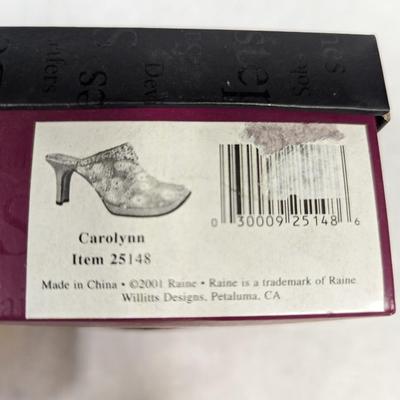 Carolynn
Item 25148
0 30009 25148 6
Made in China • ©2001 Raine • Raine is a trademark of Raine
Willitts Designs, Petaluma, CA